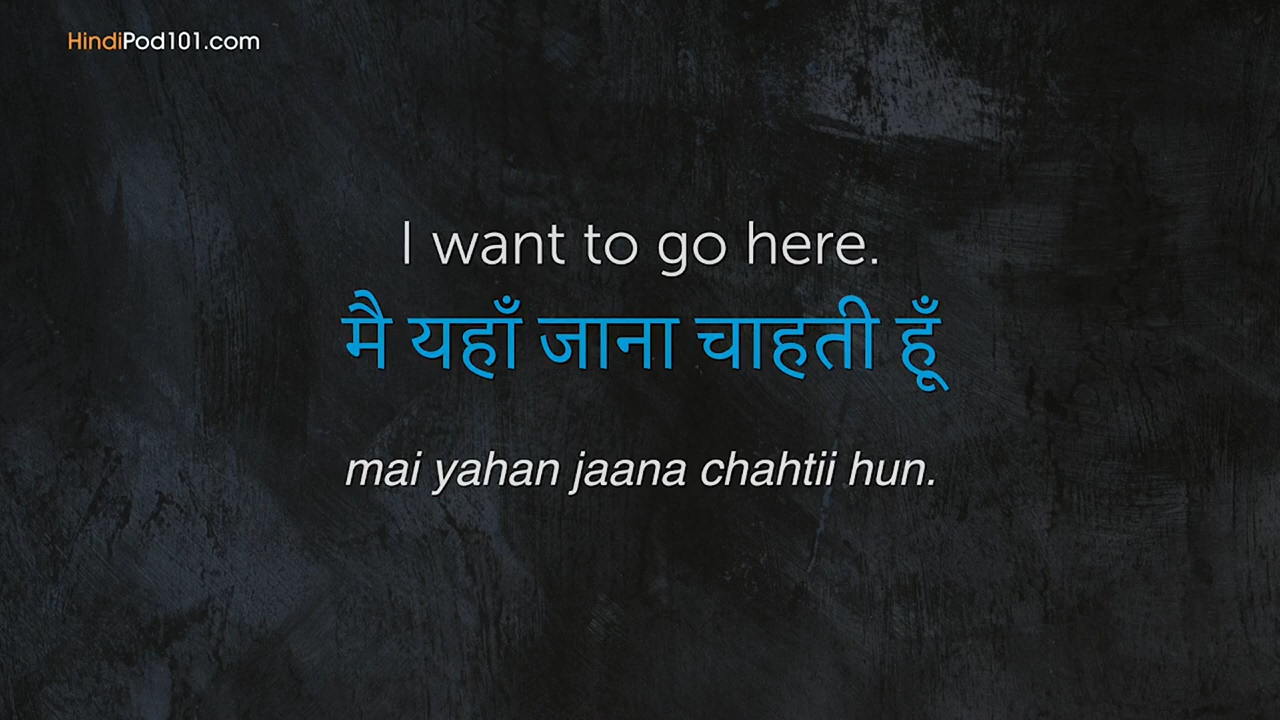 HindiPod101.com
I want to go here.
मै यहाँ जाना चाहती हूँ
mai yahan jaana chahtii hun.